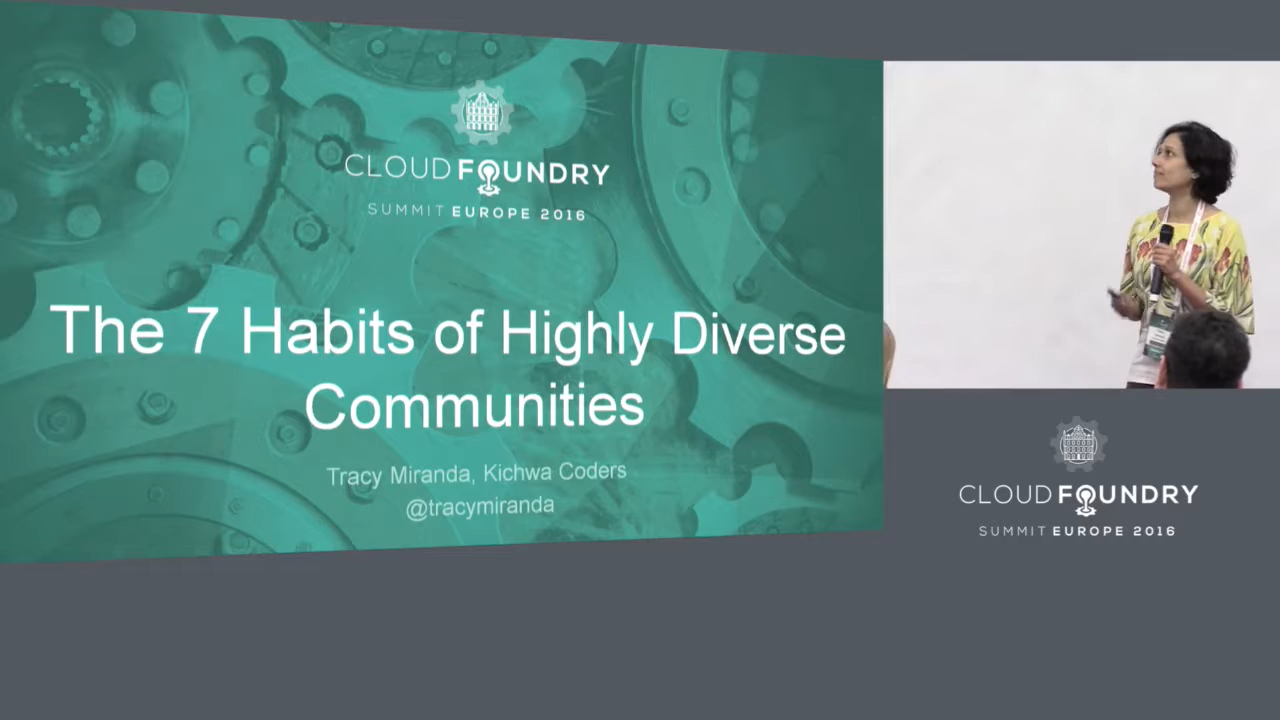 CLOUD FOUNDRY
SUMMIT EUROPE 2016
The 7 Habits of Highly Diverse
Communities
Tracy Miranda, Kichwa Coders
@tracymiranda
CLOUD FOUNDRY
SUMMIT EUROPE 2016